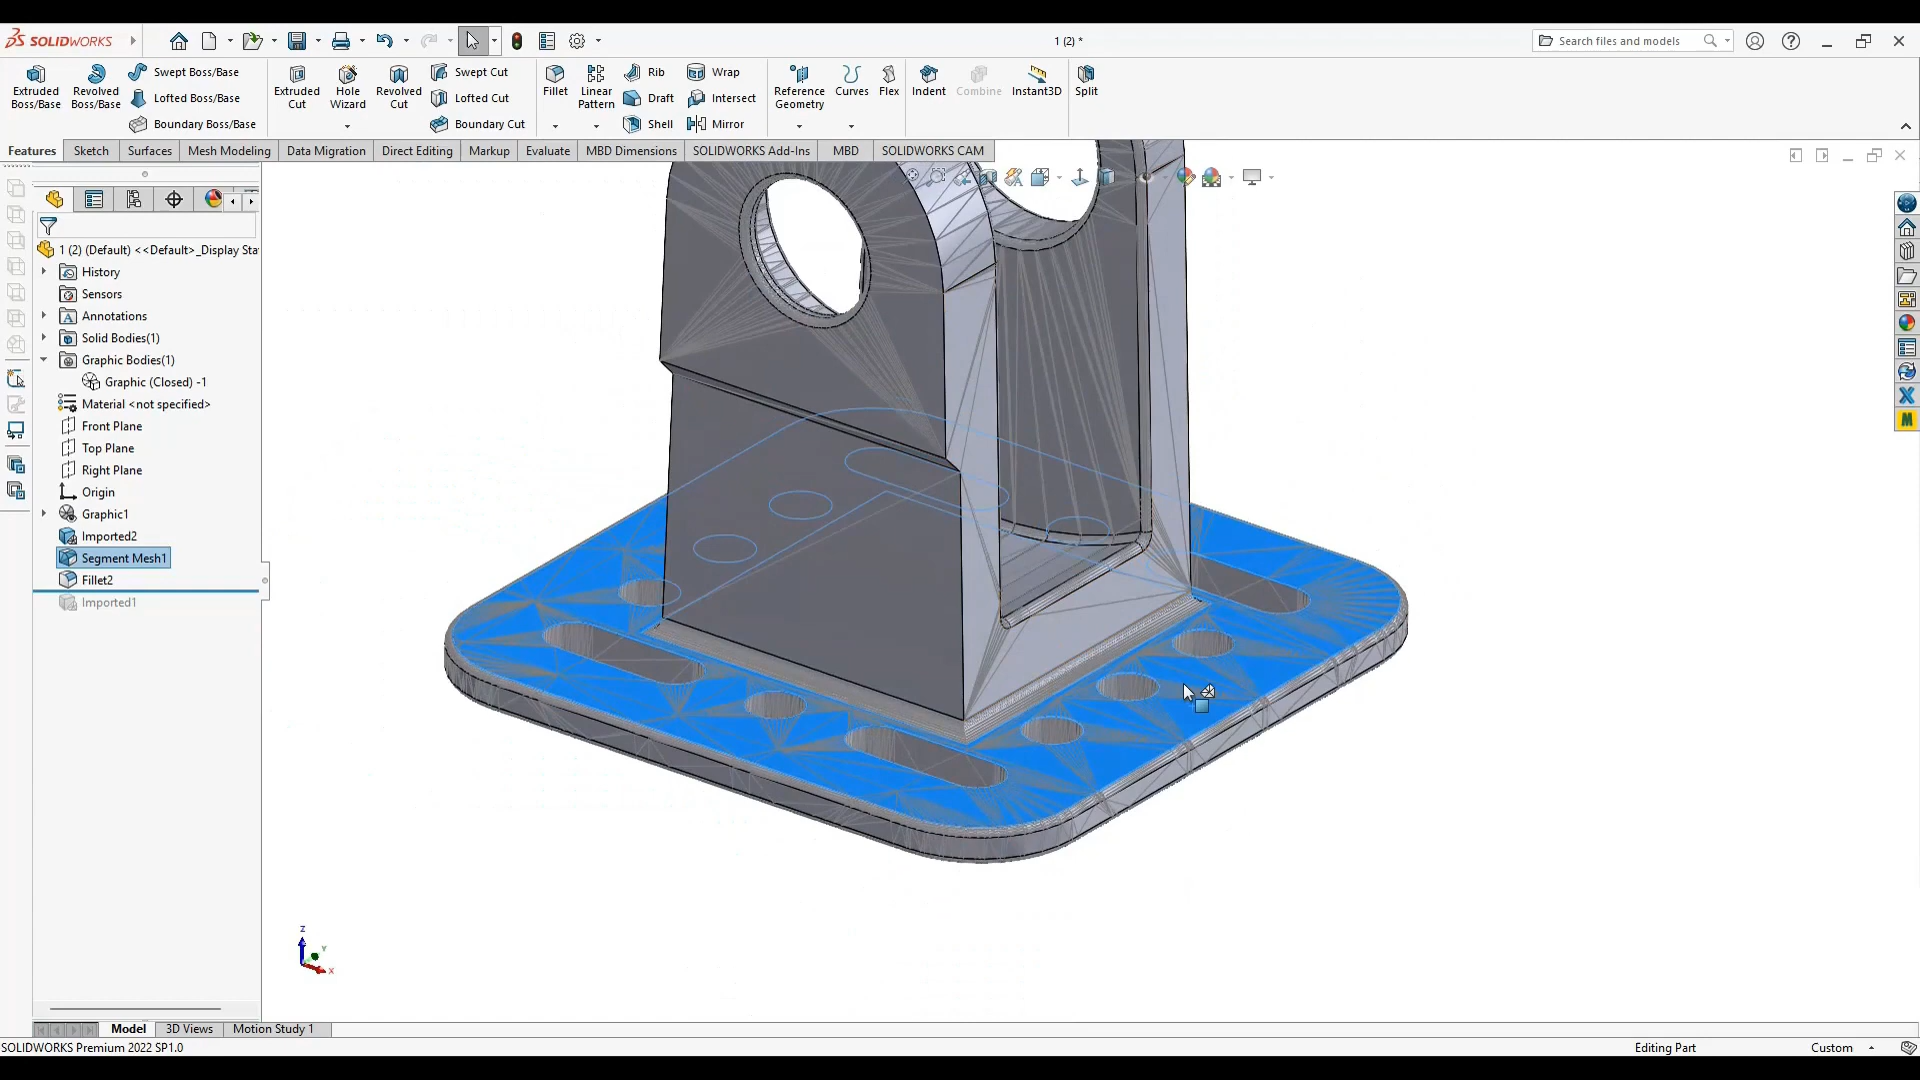 SOLIDWORKS
1 (2) *
Search files and models
Extruded Boss/Base
Revolved Boss/Base
Swept Boss/Base
Lofted Boss/Base
Boundary Boss/Base
Extruded Cut
Hole Wizard
Revolved Cut
Swept Cut
Lofted Cut
Boundary Cut
Fillet
Linear Pattern
Rib
Draft
Shell
Wrap
Intersect
Mirror
Reference Geometry
Curves
Flex
Indent
Combine
Instant3D
Split
Features
Sketch
Surfaces
Mesh Modeling
Data Migration
Direct Editing
Markup
Evaluate
MBD Dimensions
SOLIDWORKS Add-Ins
MBD
SOLIDWORKS CAM
1 (2) (Default) <<Default>_Display Sta
History
Sensors
Annotations
Solid Bodies(1)
Graphic Bodies(1)
Graphic (Closed) -1
Material <not specified>
Front Plane
Top Plane
Right Plane
Origin
Graphic1
Imported2
Segment Mesh1
Fillet2
Imported1
Z
Y
X
Model
3D Views
Motion Study 1
SOLIDWORKS Premium 2022 SP1.0
Editing Part
Custom